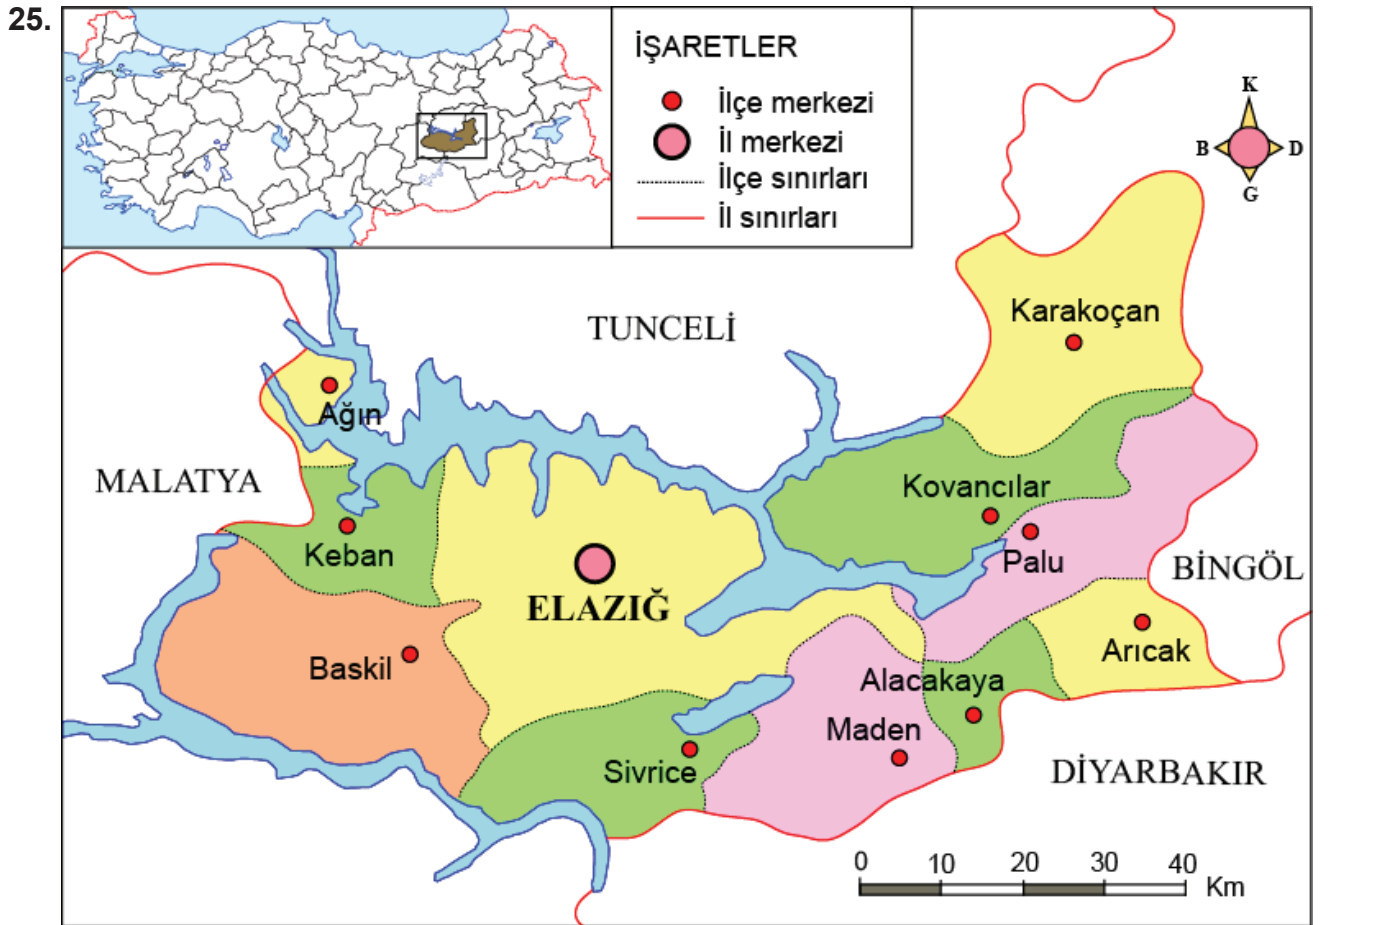 25.
İŞARETLER
İlçe merkezi
İl merkezi
İlçe sınırları
İl sınırları
K
B
D
G
TUNCELİ
Karakoçan
Ağın
MALATYA
Kovancılar
Keban
Palu
BİNGÖL
ELAZIĞ
Arıcak
Baskil
Alacakaya
Maden
Sivrice
DİYARBAKIR
0 10 20 30 40
Km